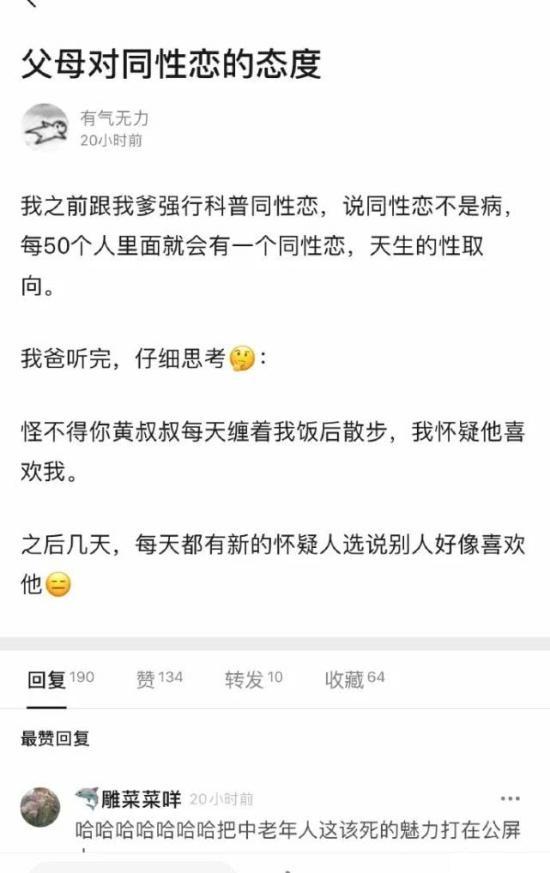 父母对同性恋的态度
有气无力
20小时前
我之前跟我爹强行科普同性恋，说同性恋不是病，
每50个人里面就会有一个同性恋，天生的性取
向。
我爸听完，仔细思考🤔：
怪不得你黄叔叔每天缠着我饭后散步，我怀疑他喜
欢我。
之后几天，每天都有新的怀疑人选说别人好像喜欢
他😑
回复 190 赞 134 转发 10 收藏 64
最赞回复
🐬雕菜菜咩 20小时前
哈哈哈哈哈哈哈把中老年人这该死的魅力打在公屏